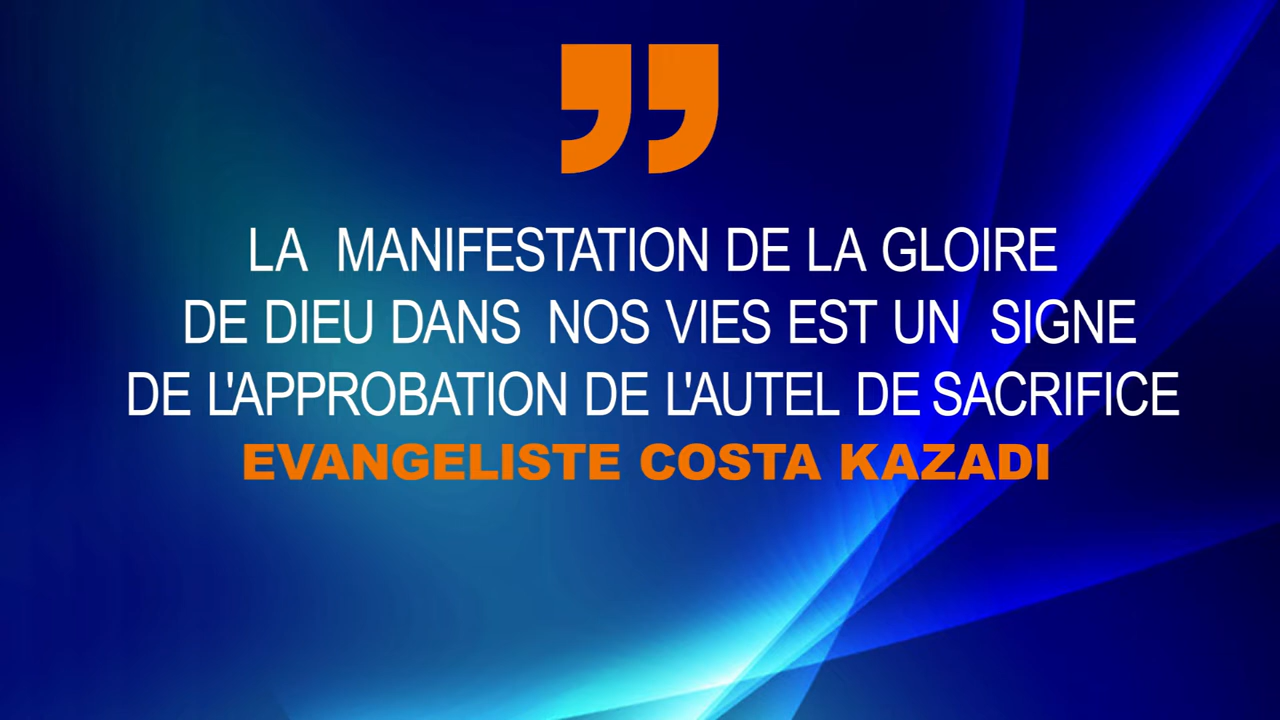 ”
LA MANIFESTATION DE LA GLOIRE
DE DIEU DANS NOS VIES EST UN SIGNE
DE L'APPROBATION DE L'AUTEL DE SACRIFICE
EVANGELISTE COSTA KAZADI